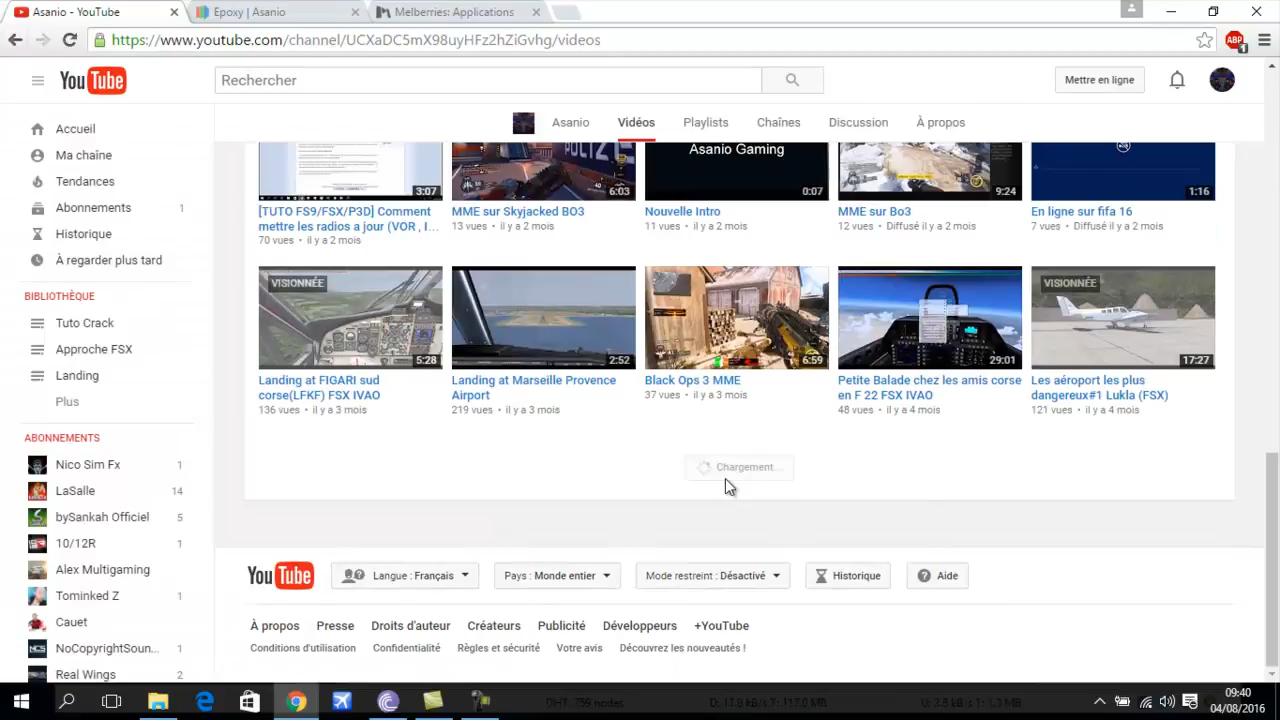 Asanio - YouTube
Epoxy | Asanio
Melberries: Applications
https://www.youtube.com/channel/UCXaDC5mX98uyHFz2hZiGvhg/videos
ABP
1
YouTube
Rechercher
Mettre en ligne
Asanio
Vidéos
Playlists
Chaînes
Discussion
À propos
Accueil
Ma chaîne
Tendances
Abonnements 1
Historique
À regarder plus tard
BIBLIOTHÈQUE
Tuto Crack
Approche FSX
Landing
Plus
ABONNEMENTS
Nico Sim Fx 1
LaSalle 14
bySankah Officiel 5
10/12R 1
Alex Multigaming
Tominked Z 1
Cauet
NoCopyrightSoun...
Real Wings 2
3:07
[TUTO FS9/FSX/P3D] Comment
mettre les radios a jour (VOR , I...
70 vues • il y a 2 mois
6:03
MME sur Skyjacked BO3
13 vues • il y a 2 mois
Asanio Gaming
0:07
Nouvelle Intro
11 vues • il y a 2 mois
9:24
MME sur Bo3
12 vues • Diffusé il y a 2 mois
1:16
En ligne sur fifa 16
7 vues • Diffusé il y a 2 mois
VISIONNÉE
5:28
Landing at FIGARI sud
corse(LFKF) FSX IVAO
136 vues • il y a 3 mois
2:52
Landing at Marseille Provence
Airport
219 vues • il y a 3 mois
6:59
Black Ops 3 MME
37 vues • il y a 3 mois
29:01
Petite Balade chez les amis corse
en F 22 FSX IVAO
48 vues • il y a 4 mois
VISIONNÉE
17:27
Les aéroport les plus
dangereux#1 Lukla (FSX)
121 vues • il y a 4 mois
Chargement...
YouTube
Langue : Français
Pays : Monde entier
Mode restreint : Désactivé
Historique
Aide
À propos
Presse
Droits d'auteur
Créateurs
Publicité
Développeurs
+YouTube
Conditions d'utilisation
Confidentialité
Règles et sécurité
Votre avis
Découvrez les nouveautés !
DHT: 759 nodes
09:40
04/08/2016